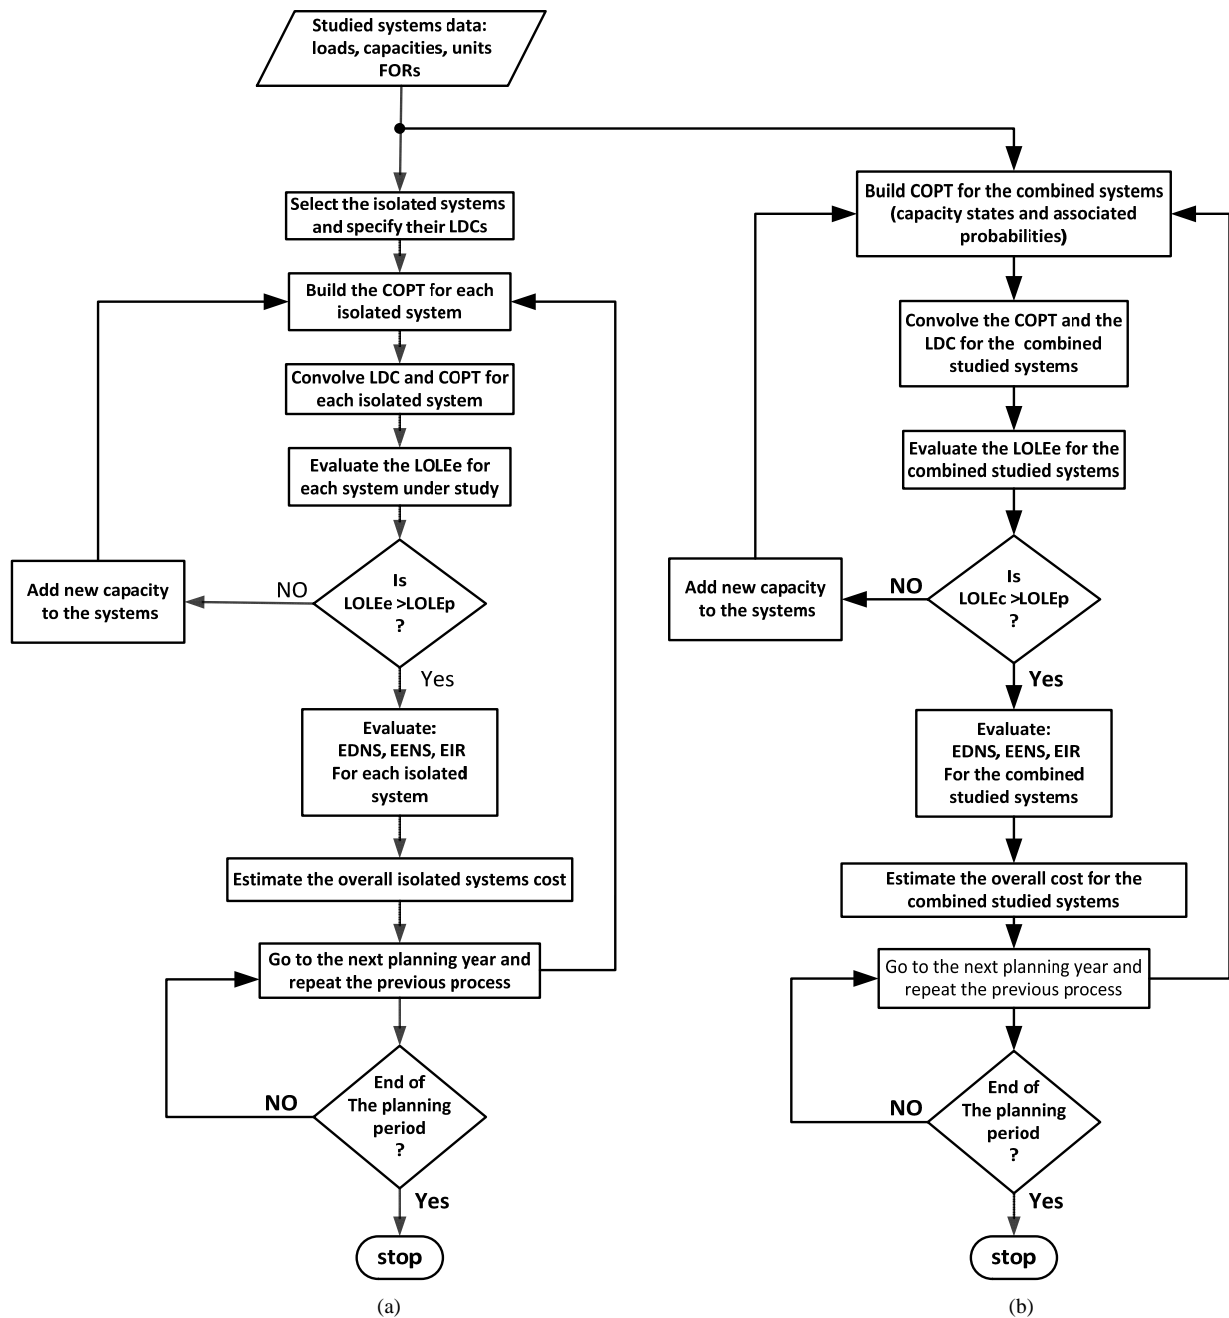 Studied systems data:
loads, capacities, units
FORs
Select the isolated systems
and specify their LDCs
Build the COPT for each
isolated system
Convolve LDC and COPT for
each isolated system
Evaluate the LOLEe for
each system under study
Is
LOLEe >LOLEp
?
NO
Add new capacity
to the systems
Yes
Evaluate:
EDNS, EENS, EIR
For each isolated
system
Estimate the overall isolated systems cost
Go to the next planning year and
repeat the previous process
End of
The planning
period
?
NO
Yes
stop
(a)
Build COPT for the combined systems
(capacity states and associated
probabilities)
Convolve the COPT and the
LDC for the combined
studied systems
Evaluate the LOLEe for the
combined studied systems
Is
LOLEc >LOLEp
?
NO
Add new capacity
to the systems
Yes
Evaluate:
EDNS, EENS, EIR
For the combined
studied systems
Estimate the overall cost for the
combined studied systems
Go to the next planning year and
repeat the previous process
End of
The planning
period
?
NO
Yes
stop
(b)